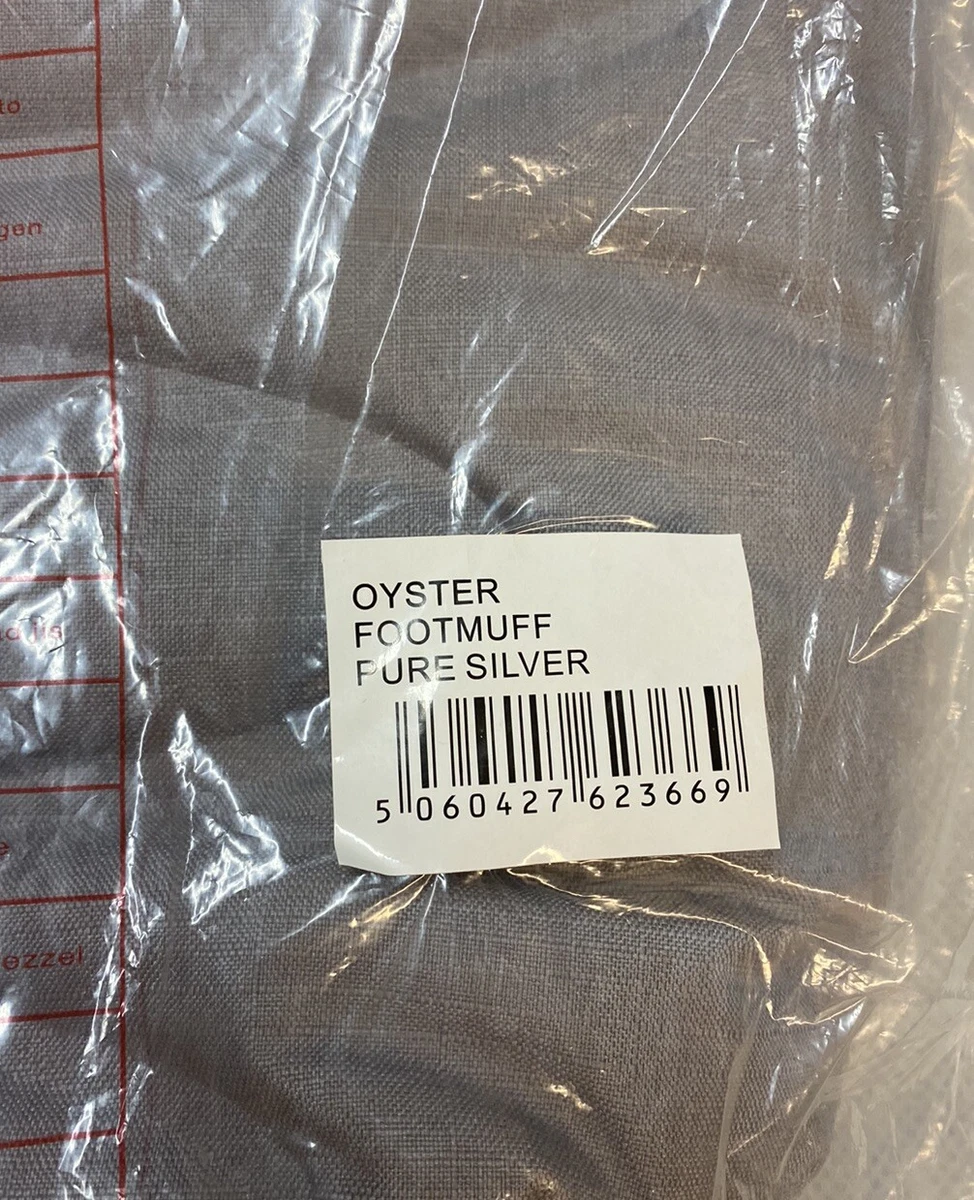 OYSTER
FOOTMUFF
PURE SILVER
5 060427 623669